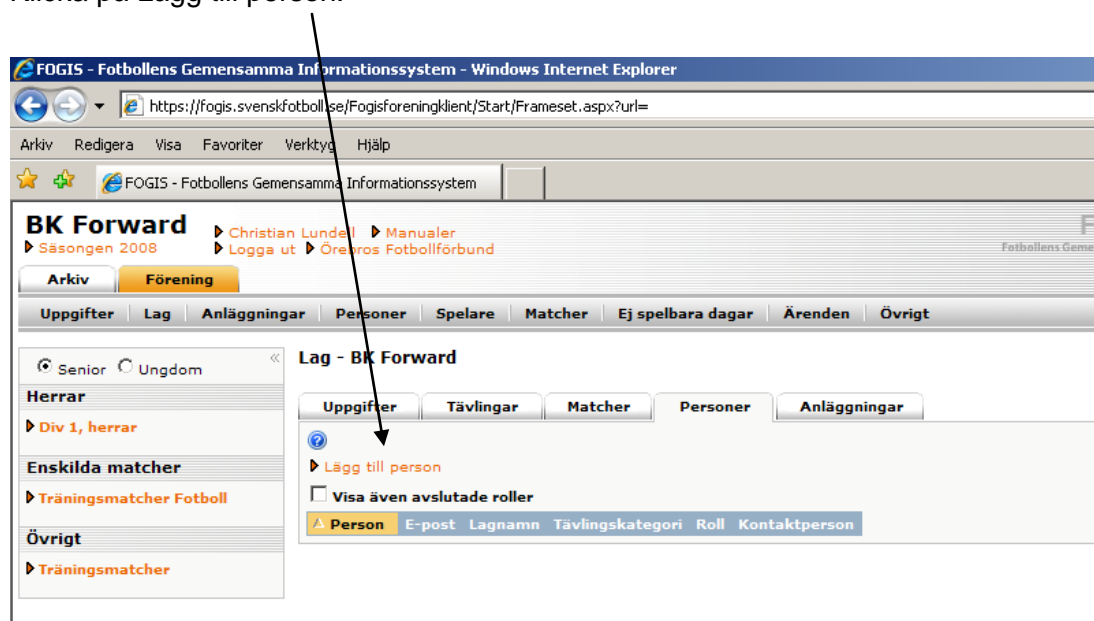 FOGIS - Fotbollens Gemensamma Informationssystem - Windows Internet Explorer
https://fogis.svenskfotboll.se/Fogisforeningklient/Start/Frameset.aspx?url=
Arkiv Redigera Visa Favoriter Verktyg Hjälp
FOGIS - Fotbollens Gemensamma Informationssystem
BK Forward
Christian Lundell Manualer
Säsongen 2008 Logga ut Örebros Fotbollförbund
Arkiv Förening
Uppgifter Lag Anläggningar Personer Spelare Matcher Ej spelbara dagar Ärenden Övrigt
Senior Ungdom
Herrar
Div 1, herrar
Enskilda matcher
Träningsmatcher Fotboll
Övrigt
Träningsmatcher
Lag - BK Forward
Uppgifter Tävlingar Matcher Personer Anläggningar
Lägg till person
Visa även avslutade roller
Person E-post Lagnamn Tävlingskategori Roll Kontaktperson